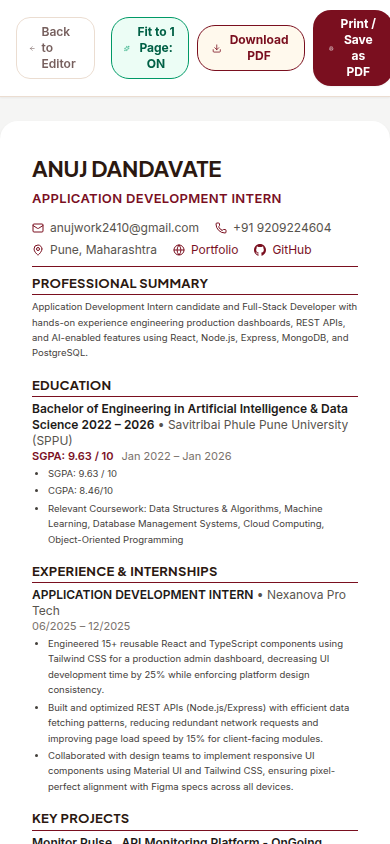 ← Back to Editor
Fit to 1 Page: ON
Download PDF
Print / Save as PDF
ANUJ DANDAVATE
APPLICATION DEVELOPMENT INTERN
anujwork2410@gmail.com +91 9209224604
Pune, Maharashtra Portfolio GitHub
PROFESSIONAL SUMMARY
Application Development Intern candidate and Full-Stack Developer with
hands-on experience engineering production dashboards, REST APIs,
and AI-enabled features using React, Node.js, Express, MongoDB, and
PostgreSQL.
EDUCATION
Bachelor of Engineering in Artificial Intelligence & Data
Science 2022 – 2026 • Savitribai Phule Pune University
(SPPU)
SGPA: 9.63 / 10 Jan 2022 – Jan 2026
• SGPA: 9.63 / 10
• CGPA: 8.46/10
• Relevant Coursework: Data Structures & Algorithms, Machine
Learning, Database Management Systems, Cloud Computing,
Object-Oriented Programming
EXPERIENCE & INTERNSHIPS
APPLICATION DEVELOPMENT INTERN • Nexanova Pro
Tech
06/2025 – 12/2025
• Engineered 15+ reusable React and TypeScript components using
Tailwind CSS for a production admin dashboard, decreasing UI
development time by 25% while enforcing platform design
consistency.
• Built and optimized REST APIs (Node.js/Express) with efficient data
fetching patterns, reducing redundant network requests and
improving page load speed by 15% for client-facing modules.
• Collaborated with design teams to implement responsive UI
components using Material UI and Tailwind CSS, ensuring pixel-
perfect alignment with Figma specs across all devices.
KEY PROJECTS
Monitor Pulse API Monitoring Platform - OnGoing